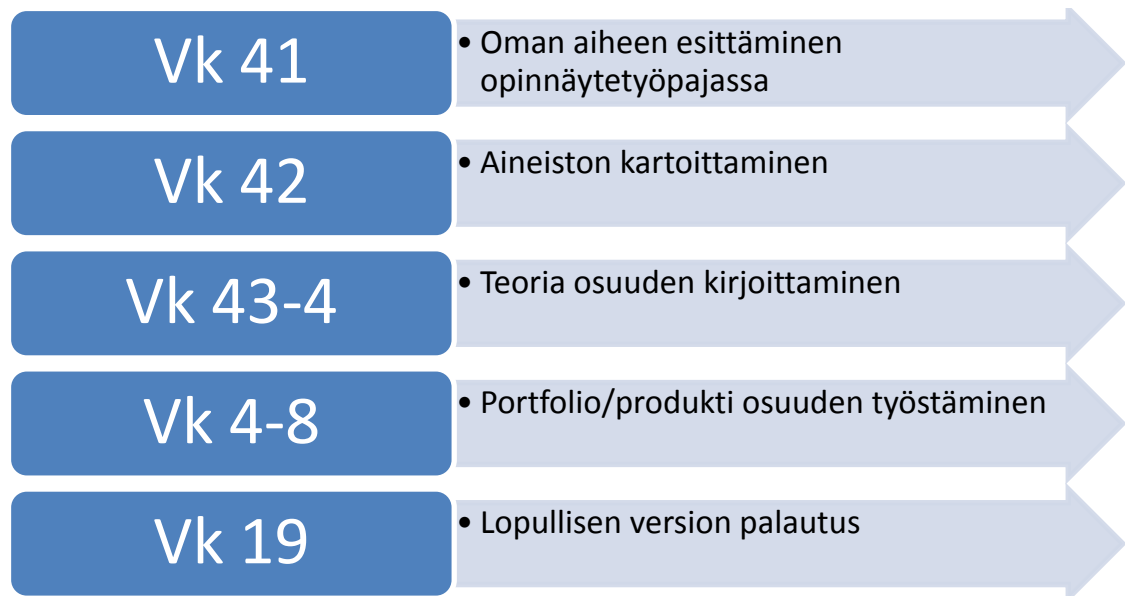 Vk 41
• Oman aiheen esittäminen
opinnäytetyöpajassa
Vk 42
• Aineiston kartoittaminen
Vk 43-4
• Teoria osuuden kirjoittaminen
Vk 4-8
• Portfolio/produkti osuuden työstäminen
Vk 19
• Lopullisen version palautus